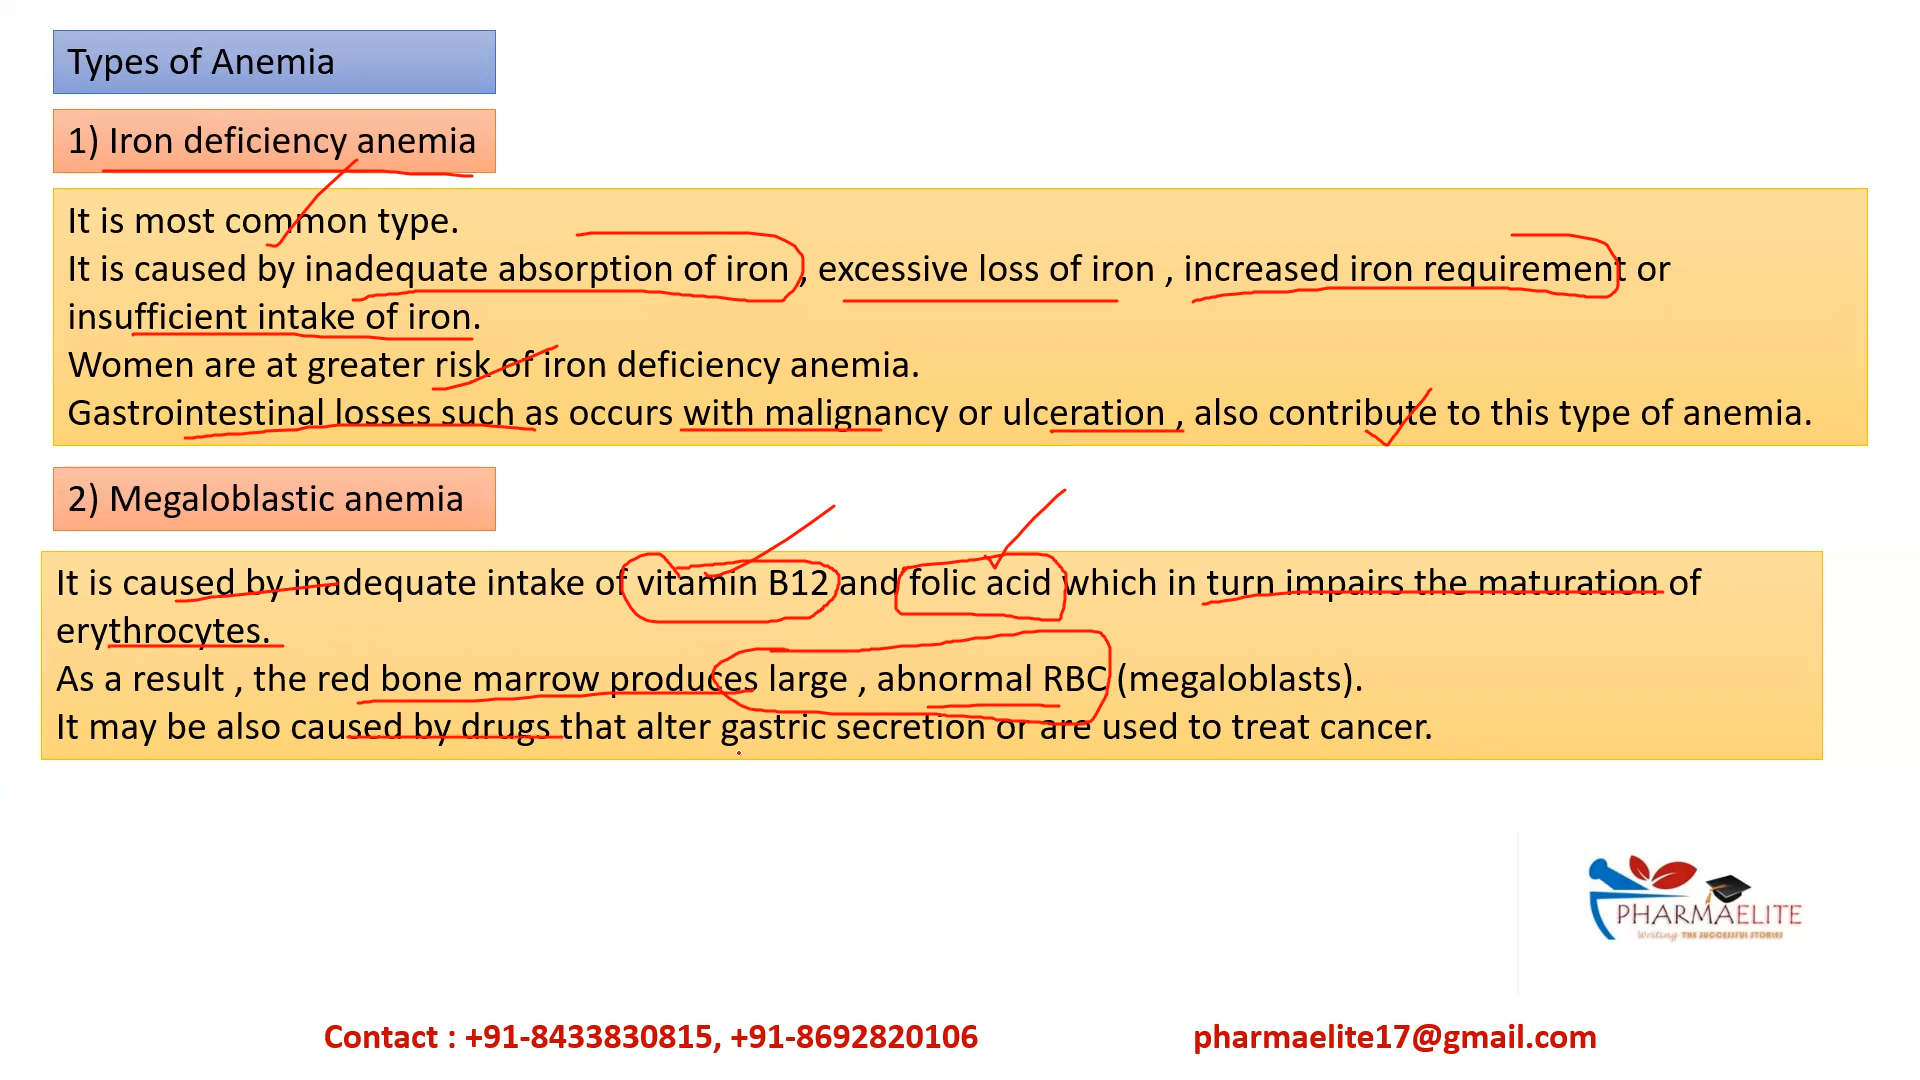 Types of Anemia
1) Iron deficiency anemia
It is most common type.
It is caused by inadequate absorption of iron , excessive loss of iron , increased iron requirement or
insufficient intake of iron.
Women are at greater risk of iron deficiency anemia.
Gastrointestinal losses such as occurs with malignancy or ulceration , also contribute to this type of anemia.
2) Megaloblastic anemia
It is caused by inadequate intake of vitamin B12 and folic acid which in turn impairs the maturation of
erythrocytes.
As a result , the red bone marrow produces large , abnormal RBC (megaloblasts).
It may be also caused by drugs that alter gastric secretion or are used to treat cancer.
PHARMAELITE
Writing THE SUCCESSFUL STORIES
Contact : +91-8433830815, +91-8692820106 pharmaelite17@gmail.com